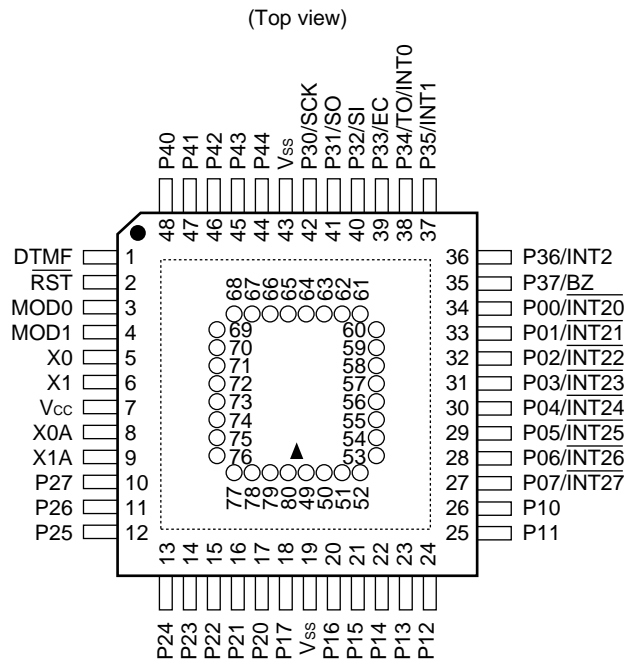 (Top view)
P40
P41
P42
P43
P44
Vss
P30/SCK
P31/SO
P32/SI
P33/EC
P34/TO/INT0
P35/INT1
48
47
46
45
44
43
42
41
40
39
38
37
DTMF 1
RST 2
MOD0 3
MOD1 4
X0 5
X1 6
Vcc 7
X0A 8
X1A 9
P27 10
P26 11
P25 12
36 P36/INT2
35 P37/BZ
34 P00/INT20
33 P01/INT21
32 P02/INT22
31 P03/INT23
30 P04/INT24
29 P05/INT25
28 P06/INT26
27 P07/INT27
26 P10
25 P11
68
67
66
65
64
63
62
61
69
70
71
72
73
74
75
76
60
59
58
57
56
55
54
53
77
78
79
80
49
50
51
52
13
14
15
16
17
18
19
20
21
22
23
24
P24
P23
P22
P21
P20
P17
Vss
P16
P15
P14
P13
P12